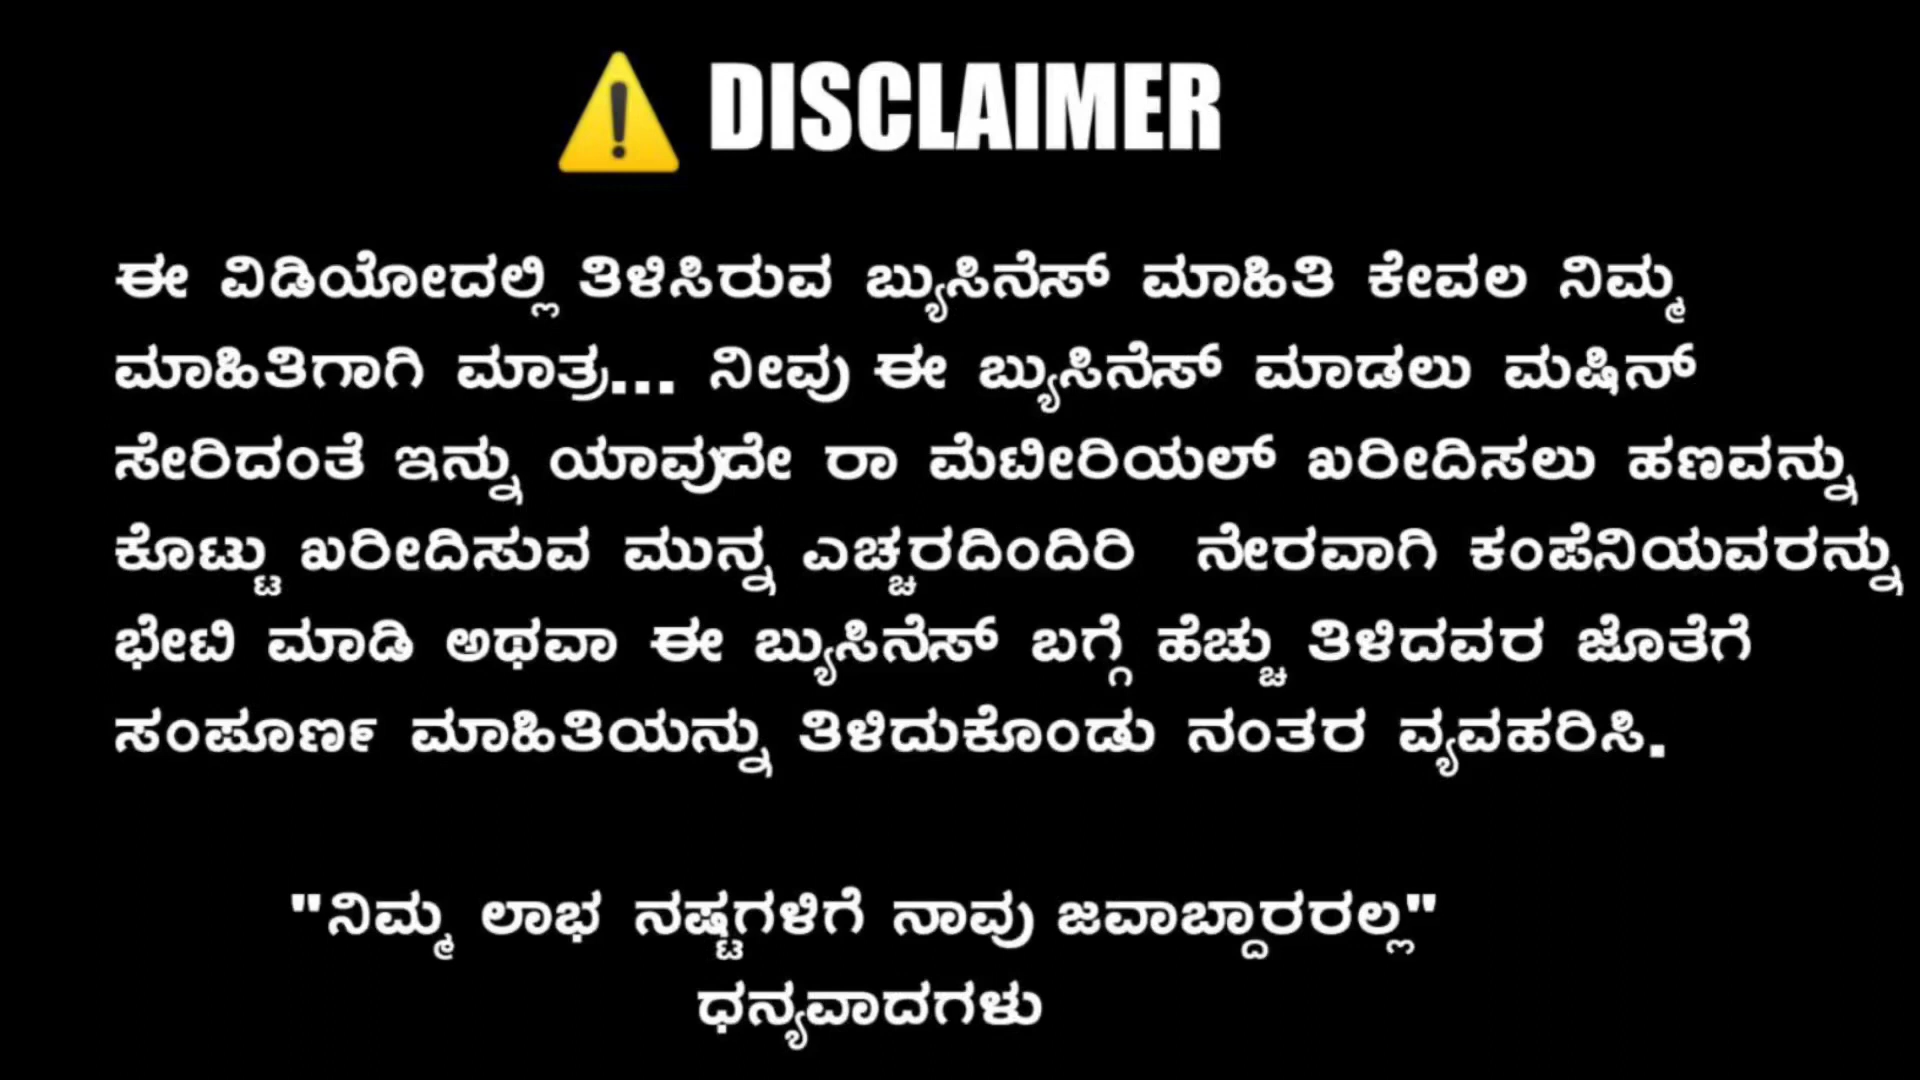 ⚠️ DISCLAIMER
ಈ ವಿಡಿಯೋದಲ್ಲಿ ತಿಳಿಸಿರುವ ಬ್ಯುಸಿನೆಸ್ ಮಾಹಿತಿ ಕೇವಲ ನಿಮ್ಮ
ಮಾಹಿತಿಗಾಗಿ ಮಾತ್ರ... ನೀವು ಈ ಬ್ಯುಸಿನೆಸ್ ಮಾಡಲು ಮಷಿನ್
ಸೇರಿದಂತೆ ಇನ್ನು ಯಾವುದೇ ರಾ ಮೆಟೀರಿಯಲ್ ಖರೀದಿಸಲು ಹಣವನ್ನು
ಕೊಟ್ಟು ಖರೀದಿಸುವ ಮುನ್ನ ಎಚ್ಚರದಿಂದಿರಿ ನೇರವಾಗಿ ಕಂಪೆನಿಯವರನ್ನು
ಭೇಟಿ ಮಾಡಿ ಅಥವಾ ಈ ಬ್ಯುಸಿನೆಸ್ ಬಗ್ಗೆ ಹೆಚ್ಚು ತಿಳಿದವರ ಜೊತೆಗೆ
ಸಂಪೂರ್ಣ ಮಾಹಿತಿಯನ್ನು ತಿಳಿದುಕೊಂಡು ನಂತರ ವ್ಯವಹರಿಸಿ.
"ನಿಮ್ಮ ಲಾಭ ನಷ್ಟಗಳಿಗೆ ನಾವು ಜವಾಬ್ದಾರರಲ್ಲ"
ಧನ್ಯವಾದಗಳು